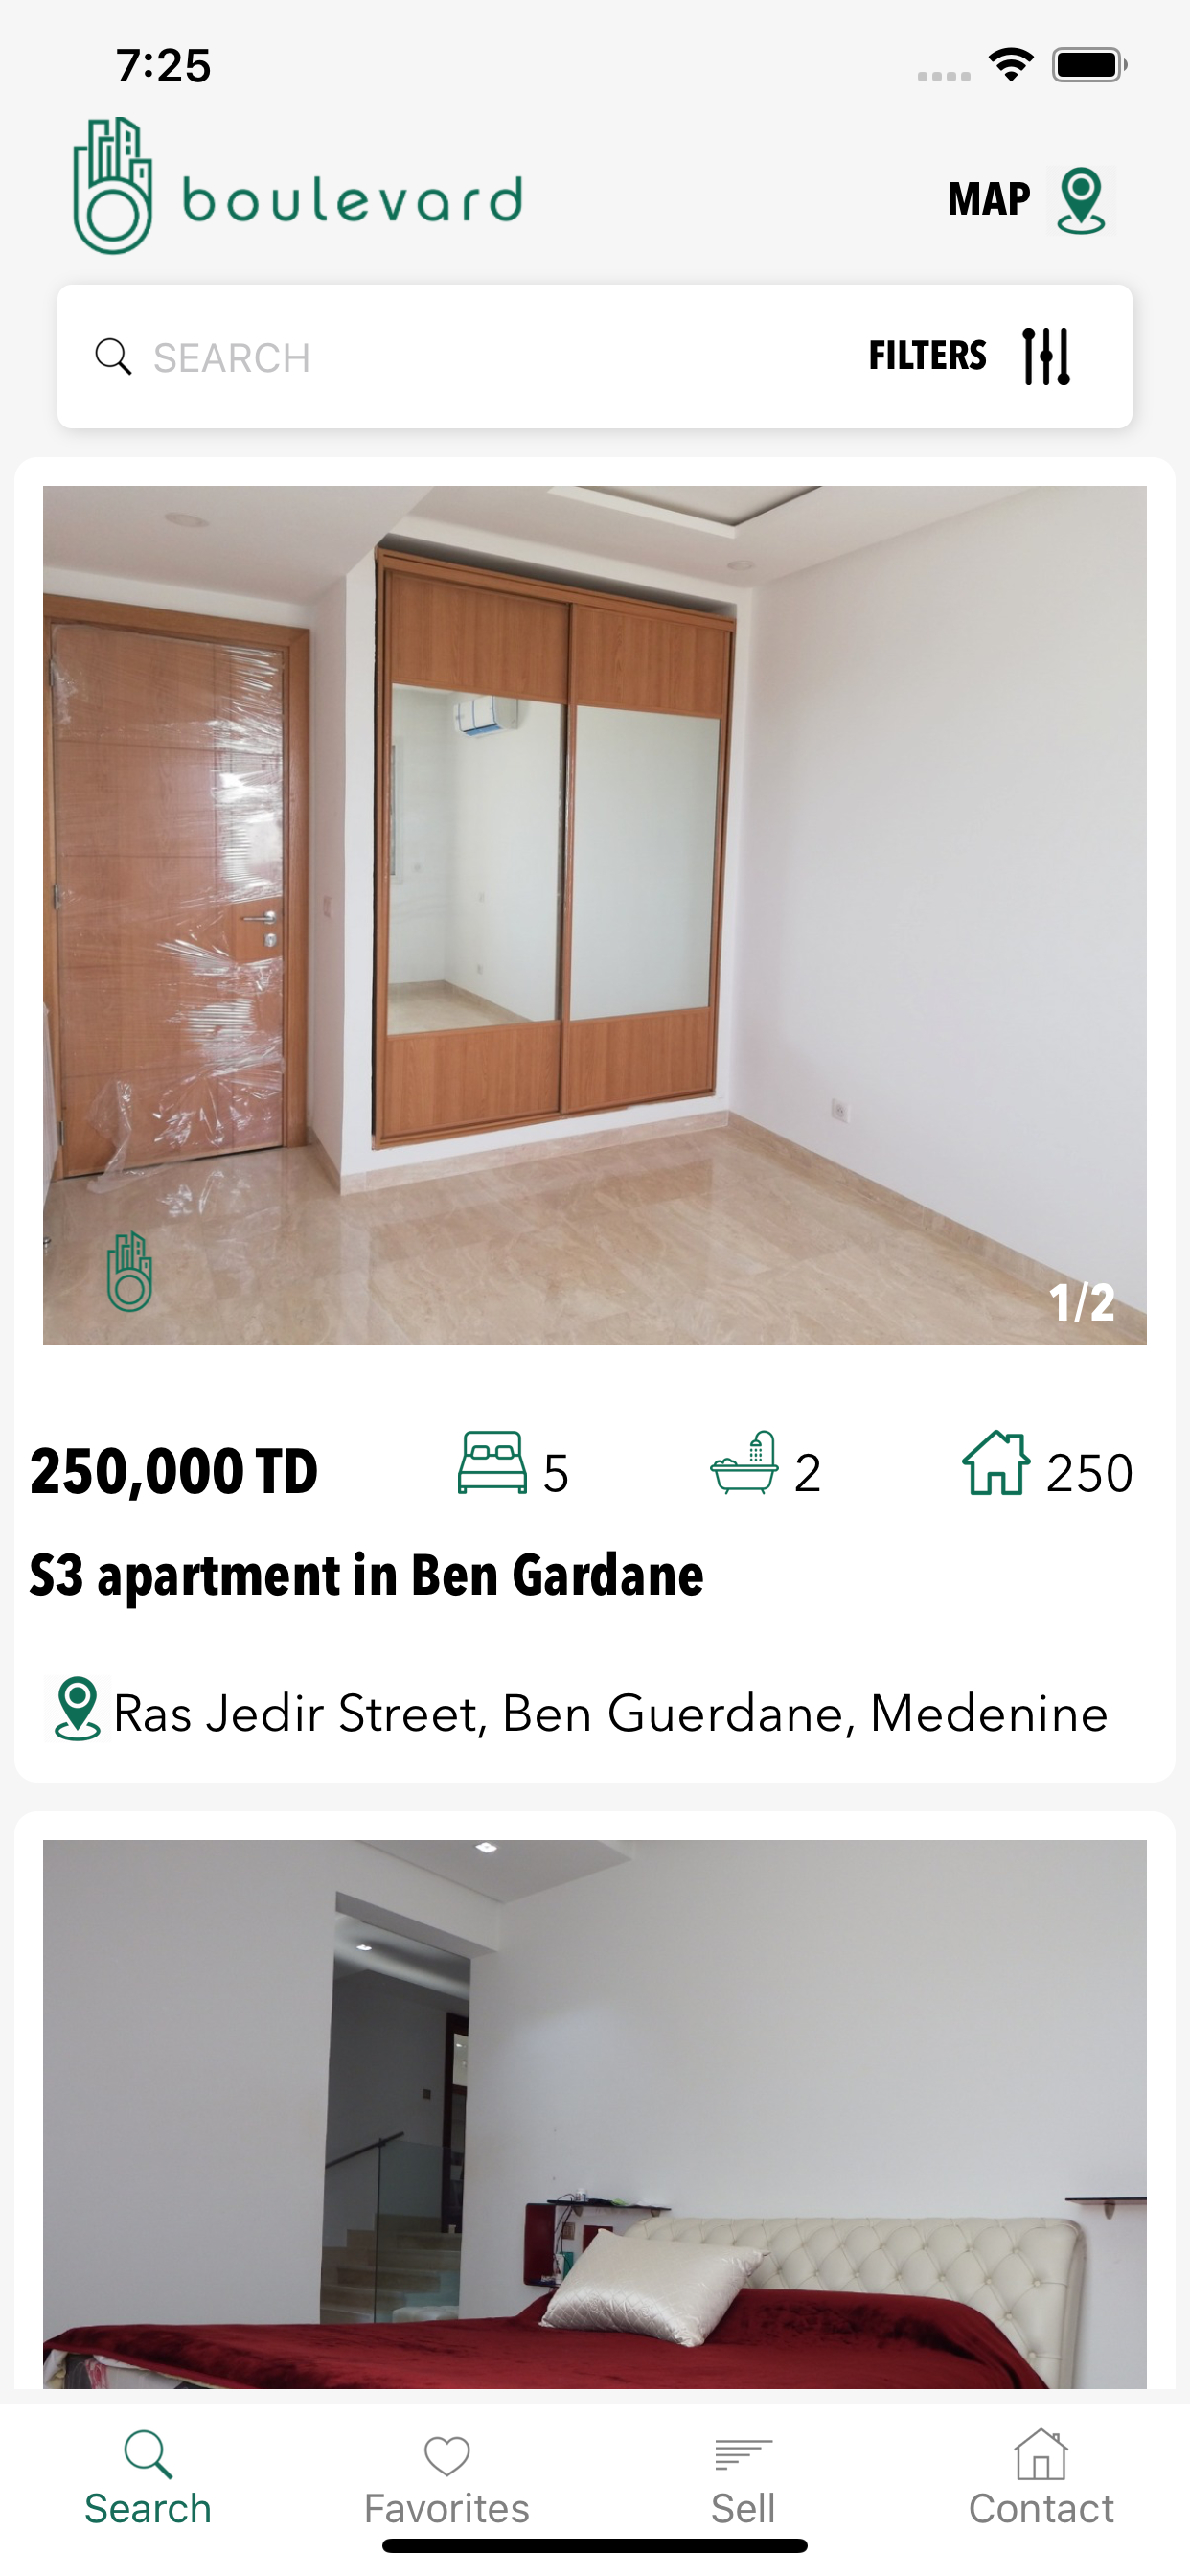 7:25
boulevard
MAP
SEARCH
FILTERS
1/2
250,000 TD
5
2
250
S3 apartment in Ben Gardane
Ras Jedir Street, Ben Guerdane, Medenine
Search
Favorites
Sell
Contact